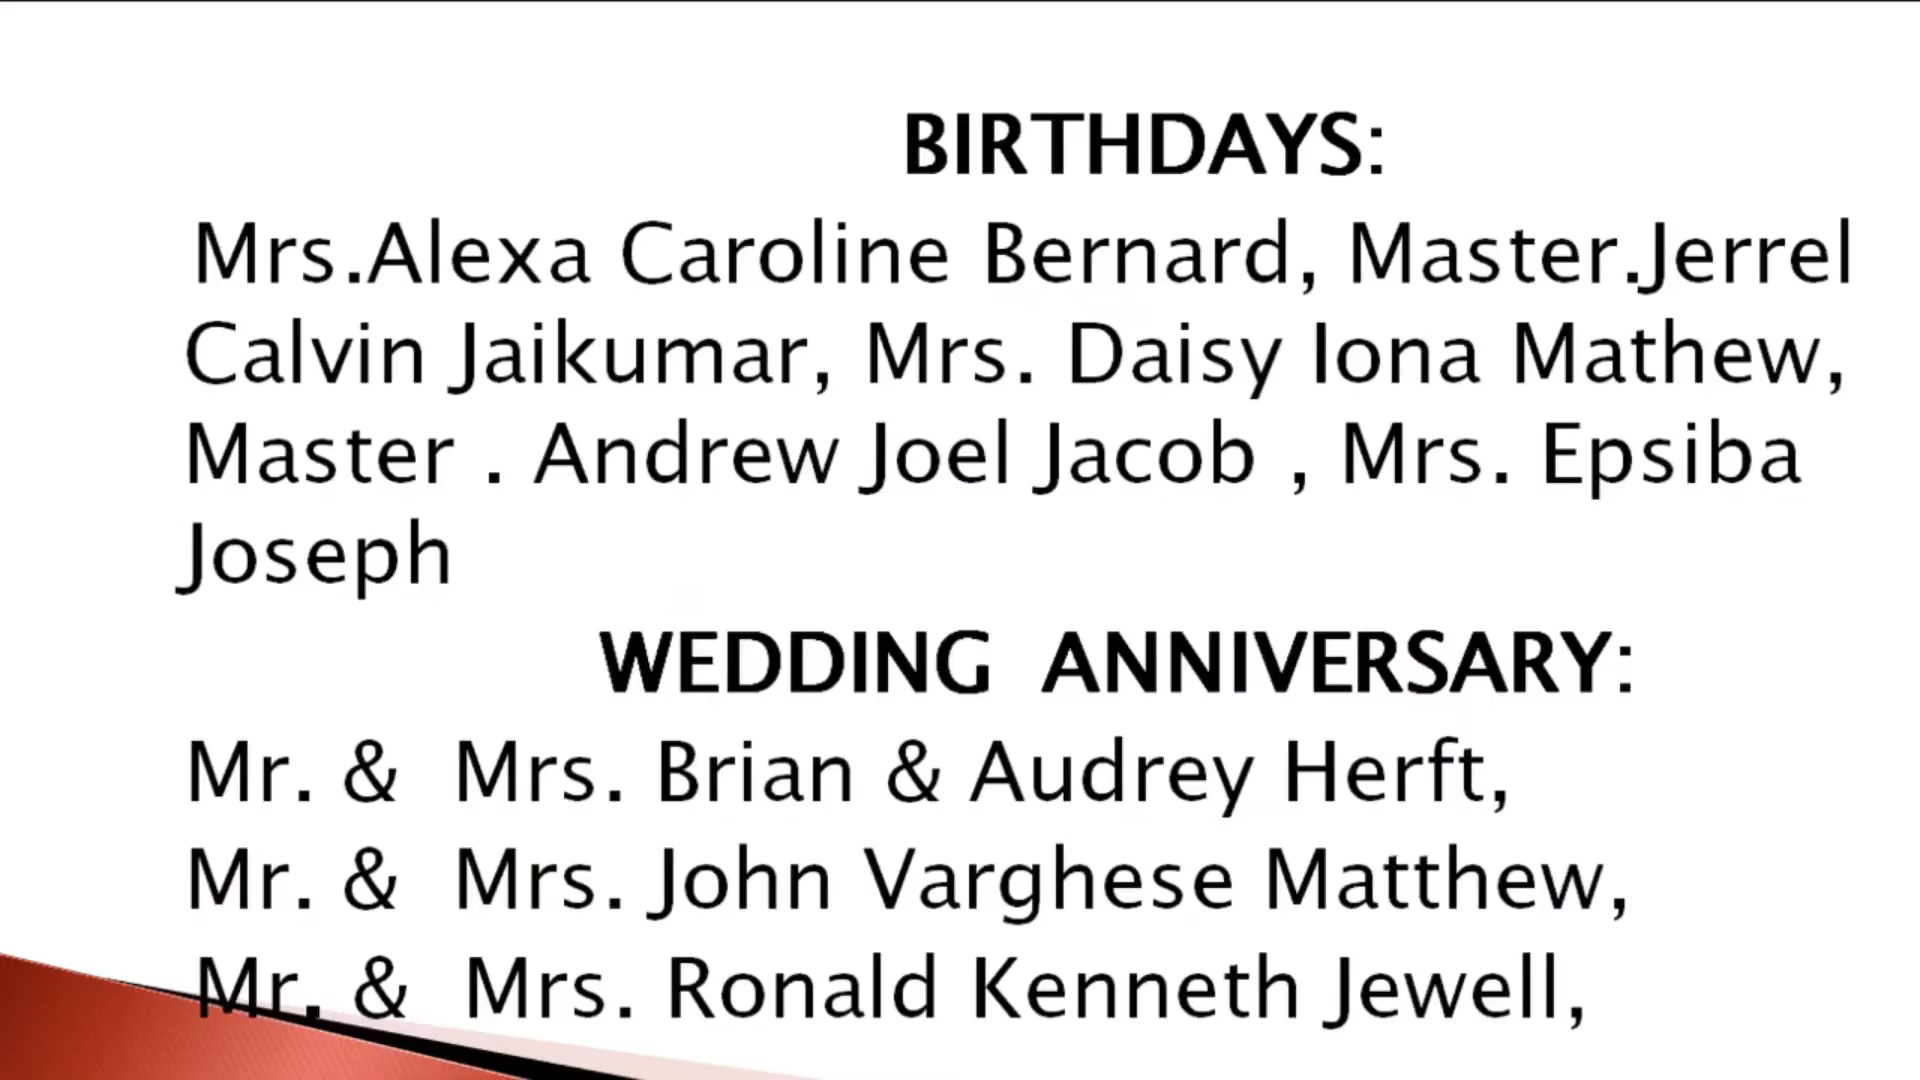 BIRTHDAYS:
Mrs.Alexa Caroline Bernard, Master.Jerrel
Calvin Jaikumar, Mrs. Daisy Iona Mathew,
Master . Andrew Joel Jacob , Mrs. Epsiba
Joseph
WEDDING  ANNIVERSARY:
Mr. &  Mrs. Brian & Audrey Herft,
Mr. &  Mrs. John Varghese Matthew,
Mr. &  Mrs. Ronald Kenneth Jewell,